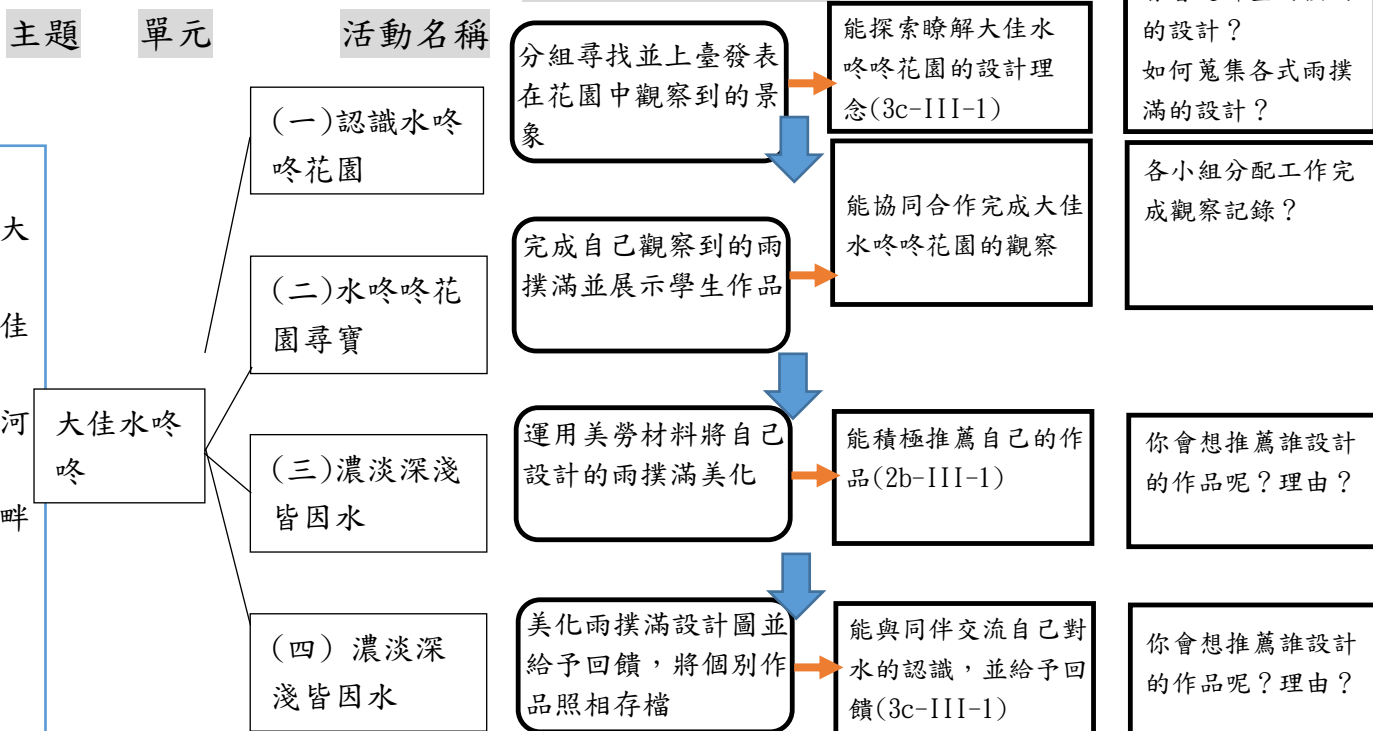 主題
單元
活動名稱
大
佳
河
畔
大佳水咚
咚
(一)認識水咚
咚花園
(二)水咚咚花
園尋寶
(三)濃淡深淺
皆因水
(四) 濃淡深
淺皆因水
分組尋找並上臺發表
在花園中觀察到的景
象
完成自己觀察到的雨
撲滿並展示學生作品
運用美勞材料將自己
設計的雨撲滿美化
美化雨撲滿設計圖並
給予回饋,將個別作
品照相存檔
能探索瞭解大佳水
咚咚花園的設計理
念(3c-III-1)
能協同合作完成大佳
水咚咚花園的觀察
能積極推薦自己的作
品(2b-III-1)
能與同伴交流自己對
水的認識,並給予回
饋(3c-III-1)
的設計？
如何蒐集各式雨撲
滿的設計？
各小組分配工作完
成觀察記錄？
你會想推薦誰設計
的作品呢？理由？
你會想推薦誰設計
的作品呢？理由？